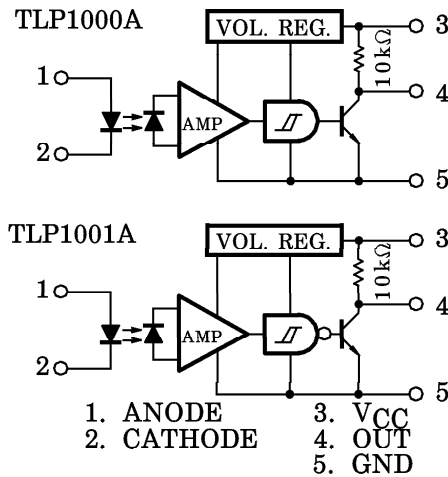 TLP1000A
VOL. REG.
3
10kΩ
1
4
AMP
2
5
TLP1001A
VOL. REG.
3
10kΩ
1
4
AMP
2
5
1. ANODE 3. VCC
2. CATHODE 4. OUT
5. GND